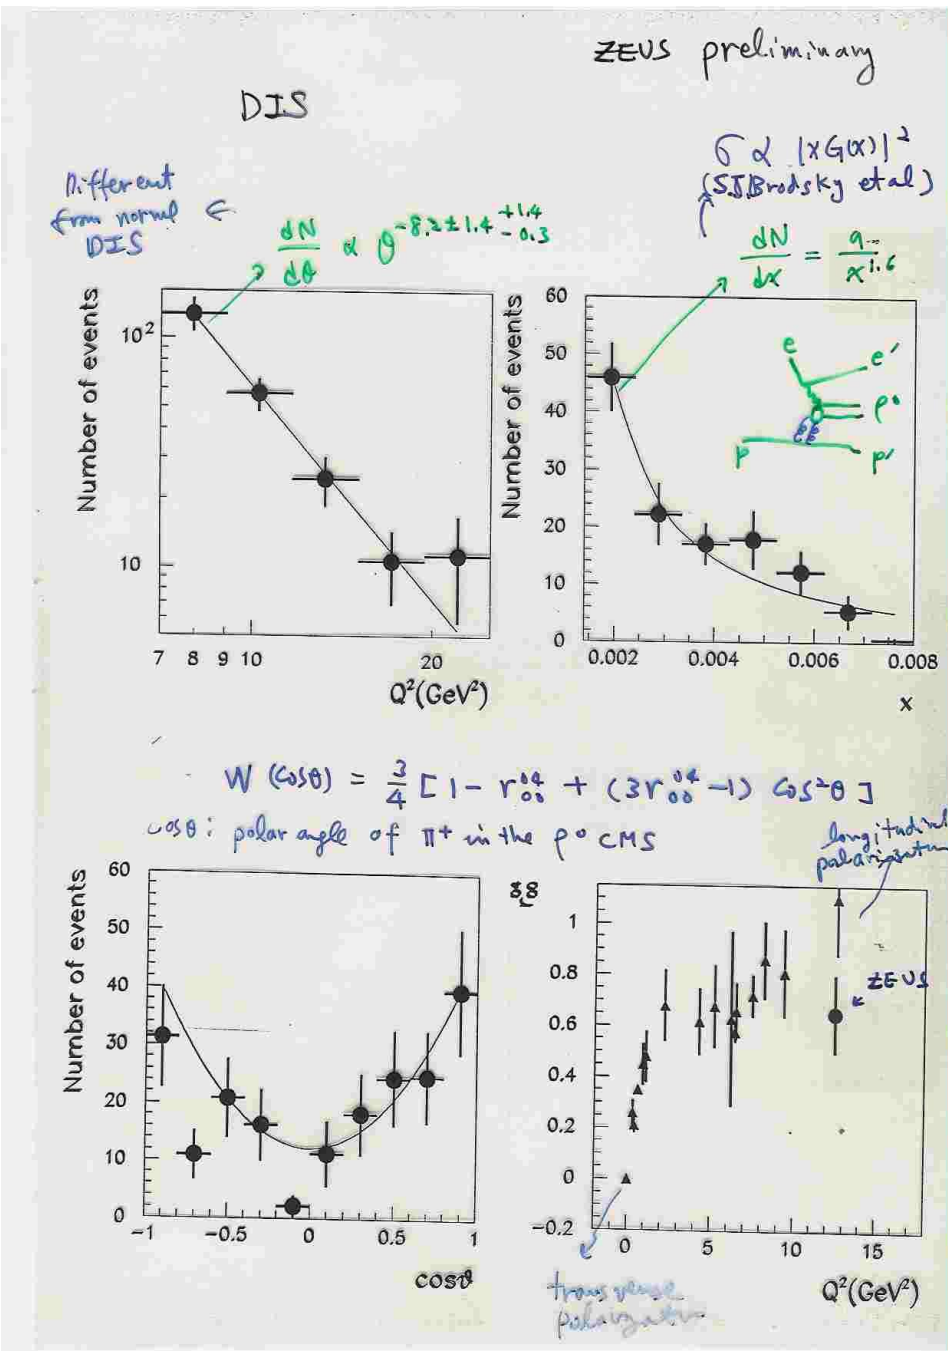 ZEUS preliminary
DIS
σ ∝ |xG(x)|²
(S.J.Brodsky et al)
Different
from normal ←
DIS
dN/dθ ∝ θ^-8.2±1.4 +1.4 -0.3
dN/dx = a/x^1.6
Number of events
10²
10
7 8 9 10 20
Q²(GeV²)
Number of events
60
50
40
30
20
10
0
0.002 0.004 0.006 0.008
x
e
e'
ρ°
p
p'
W (cosθ) = 3/4 [1 - r₀₀⁰⁴ + (3r₀₀⁰⁴ - 1) cos²θ]
cosθ : polar angle of π⁺ in the ρ° CMS
longitudinal
polarization
Number of events
60
50
40
30
20
10
0
-1 -0.5 0 0.5 1
cosϑ
1
0.8
0.6
0.4
0.2
0
-0.2
0 5 10 15
Q²(GeV²)
ZEUS
transverse
polarization